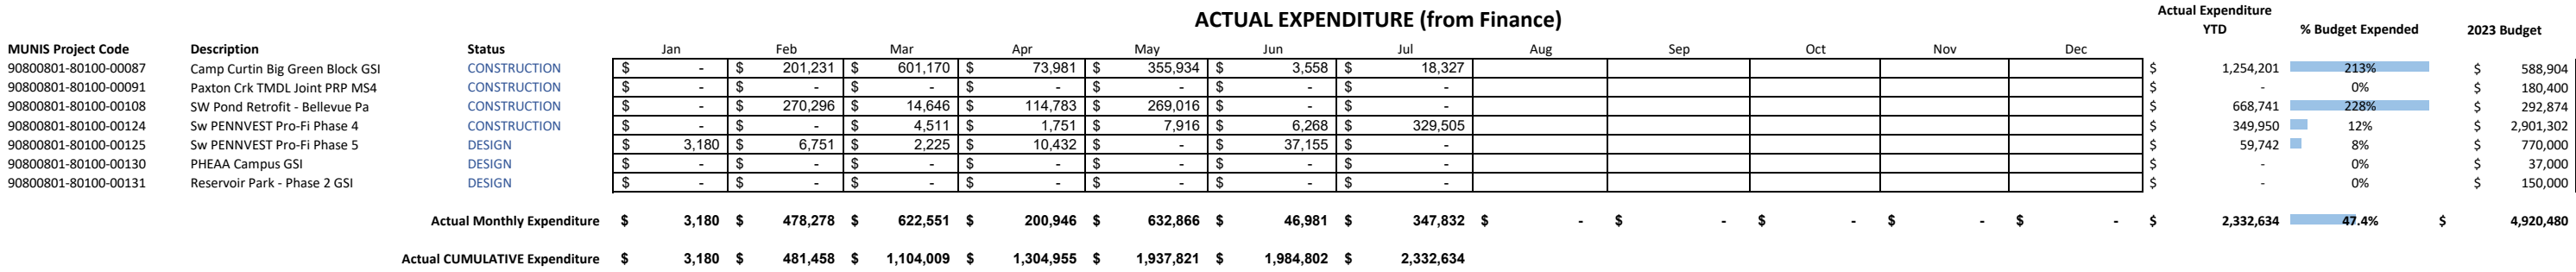 ACTUAL EXPENDITURE (from Finance) Actual Expenditure
YTD % Budget Expended 2023 Budget
MUNIS Project Code Description Status Jan Feb Mar Apr May Jun Jul Aug Sep Oct Nov Dec
90800801-80100-00087 Camp Curtin Big Green Block GSI CONSTRUCTION $ - $ 201,231 $ 601,170 $ 73,981 $ 355,934 $ 3,558 $ 18,327 $ 1,254,201 213% $ 588,904
90800801-80100-00091 Paxton Crk TMDL Joint PRP MS4 CONSTRUCTION $ - $ - $ - $ - $ - $ - $ - $ - 0% $ 180,400
90800801-80100-00108 SW Pond Retrofit - Bellevue Pa CONSTRUCTION $ - $ 270,296 $ 14,646 $ 114,783 $ 269,016 $ - $ - $ 668,741 228% $ 292,874
90800801-80100-00124 Sw PENNVEST Pro-Fi Phase 4 CONSTRUCTION $ - $ - $ 4,511 $ 1,751 $ 7,916 $ 6,268 $ 329,505 $ 349,950 12% $ 2,901,302
90800801-80100-00125 Sw PENNVEST Pro-Fi Phase 5 DESIGN $ 3,180 $ 6,751 $ 2,225 $ 10,432 $ - $ 37,155 $ - $ 59,742 8% $ 770,000
90800801-80100-00130 PHEAA Campus GSI DESIGN $ - $ - $ - $ - $ - $ - $ - $ - 0% $ 37,000
90800801-80100-00131 Reservoir Park - Phase 2 GSI DESIGN $ - $ - $ - $ - $ - $ - $ - $ - 0% $ 150,000
Actual Monthly Expenditure $ 3,180 $ 478,278 $ 622,551 $ 200,946 $ 632,866 $ 46,981 $ 347,832 $ - $ - $ - $ - $ - $ 2,332,634 47.4% $ 4,920,480
Actual CUMULATIVE Expenditure $ 3,180 $ 481,458 $ 1,104,009 $ 1,304,955 $ 1,937,821 $ 1,984,802 $ 2,332,634